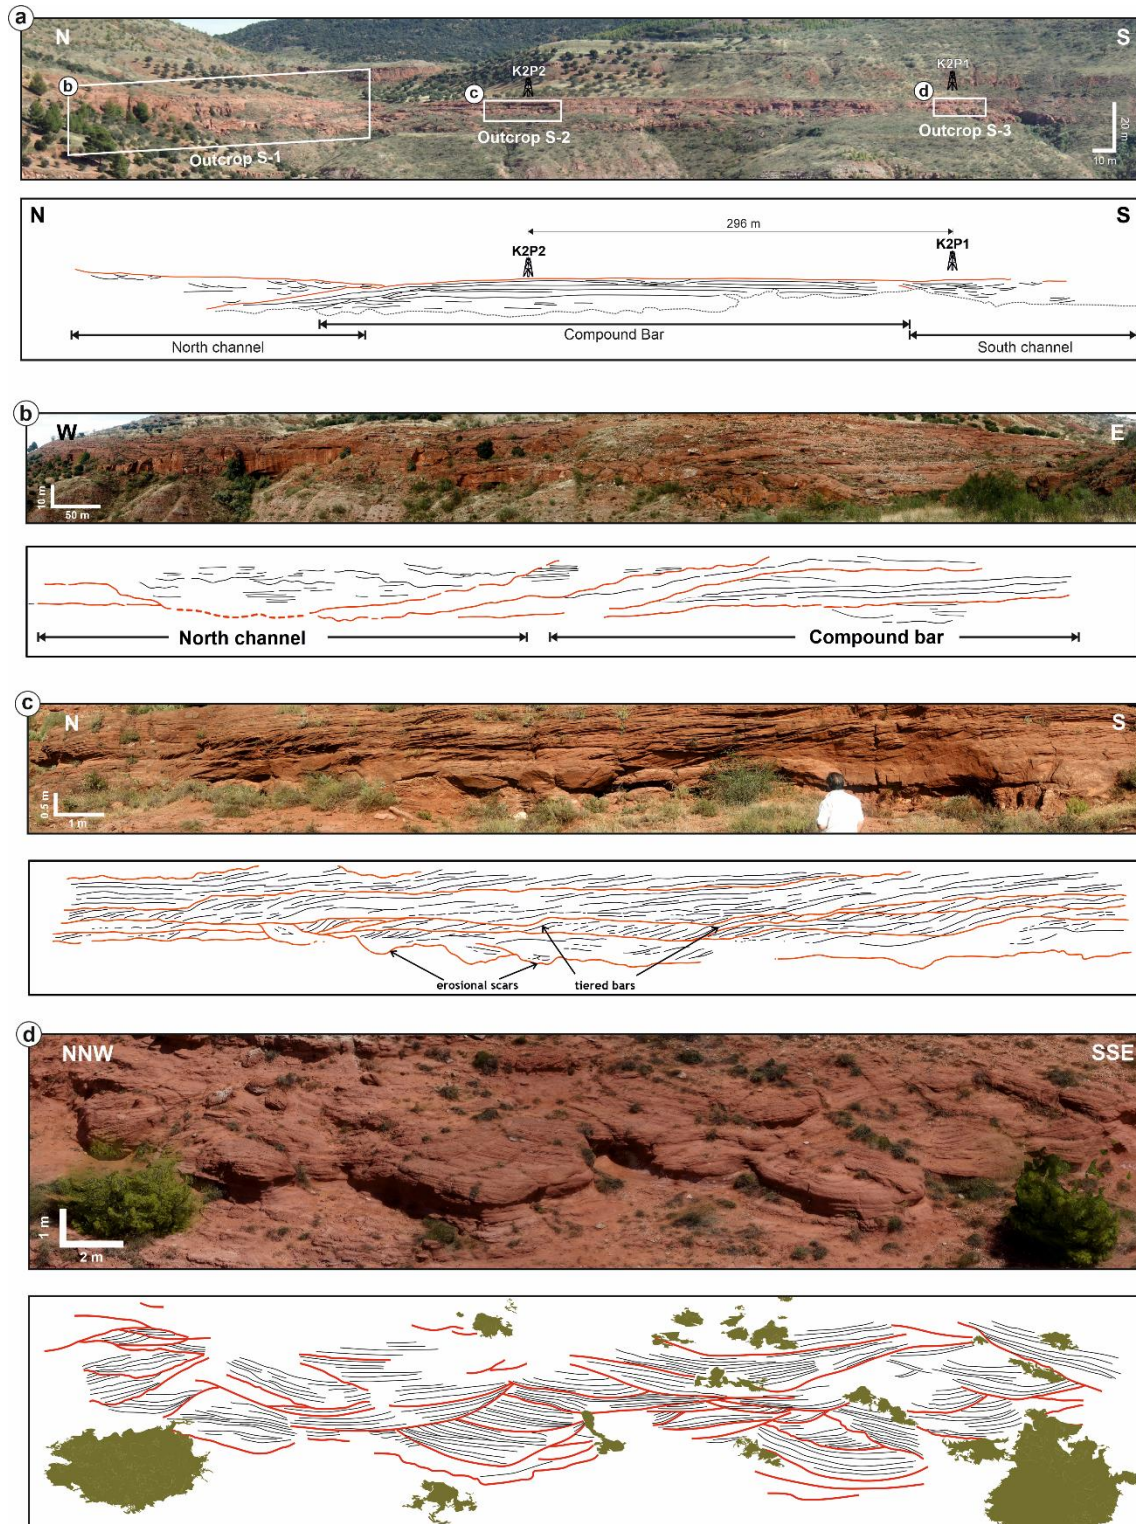 a
N
S
b
K2P2
K2P1
c
d
Outcrop S-1
Outcrop S-2
Outcrop S-3
20 m
10 m
N
S
296 m
K2P2
K2P1
North channel
Compound Bar
South channel
b
W
E
10 m
50 m
North channel
Compound bar
c
N
S
0.5 m
1 m
erosional scars
tiered bars
d
NNW
SSE
1 m
2 m